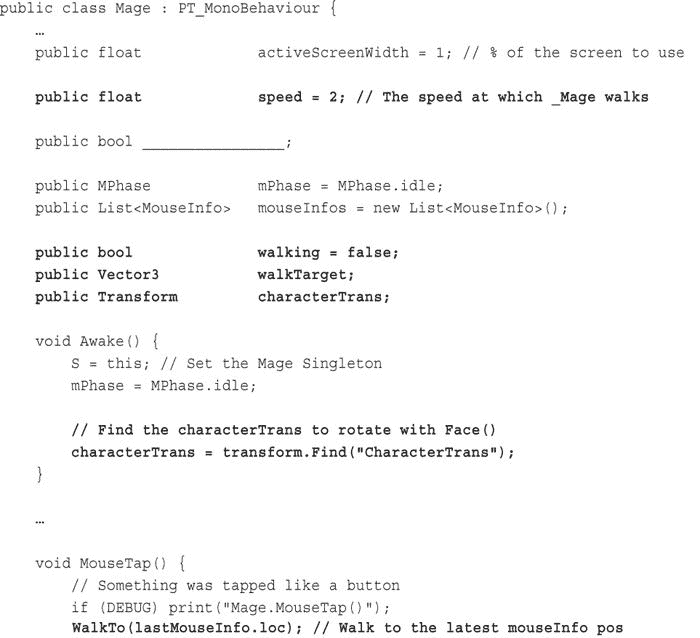 public class Mage : PT_MonoBehaviour {
…
public float activeScreenWidth = 1; // % of the screen to use
public float speed = 2; // The speed at which _Mage walks
public bool ________________;
public MPhase mPhase = MPhase.idle;
public List<MouseInfo> mouseInfos = new List<MouseInfo>();
public bool walking = false;
public Vector3 walkTarget;
public Transform characterTrans;
void Awake() {
S = this; // Set the Mage Singleton
mPhase = MPhase.idle;
// Find the characterTrans to rotate with Face()
characterTrans = transform.Find("CharacterTrans");
}
…
void MouseTap() {
// Something was tapped like a button
if (DEBUG) print("Mage.MouseTap()");
WalkTo(lastMouseInfo.loc); // Walk to the latest mouseInfo pos